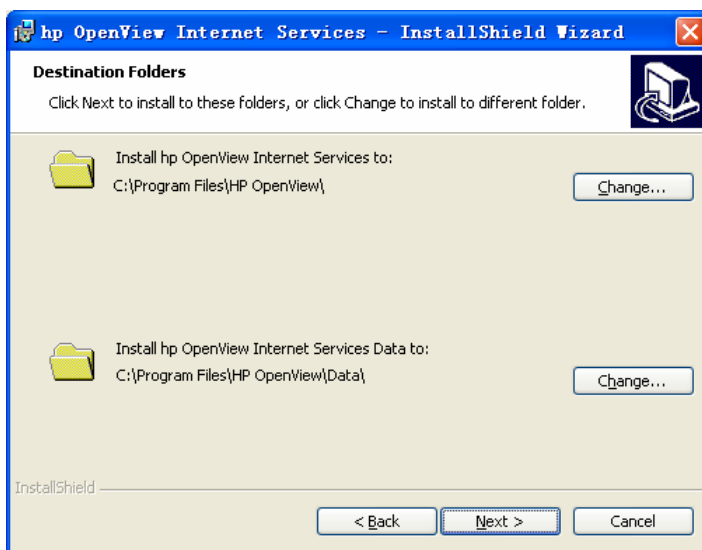 hp OpenView Internet Services - InstallShield Wizard
Destination Folders
Click Next to install to these folders, or click Change to install to different folder.
Install hp OpenView Internet Services to:
C:\Program Files\HP OpenView\
Change...
Install hp OpenView Internet Services Data to:
C:\Program Files\HP OpenView\Data\
Change...
InstallShield
< Back
Next >
Cancel